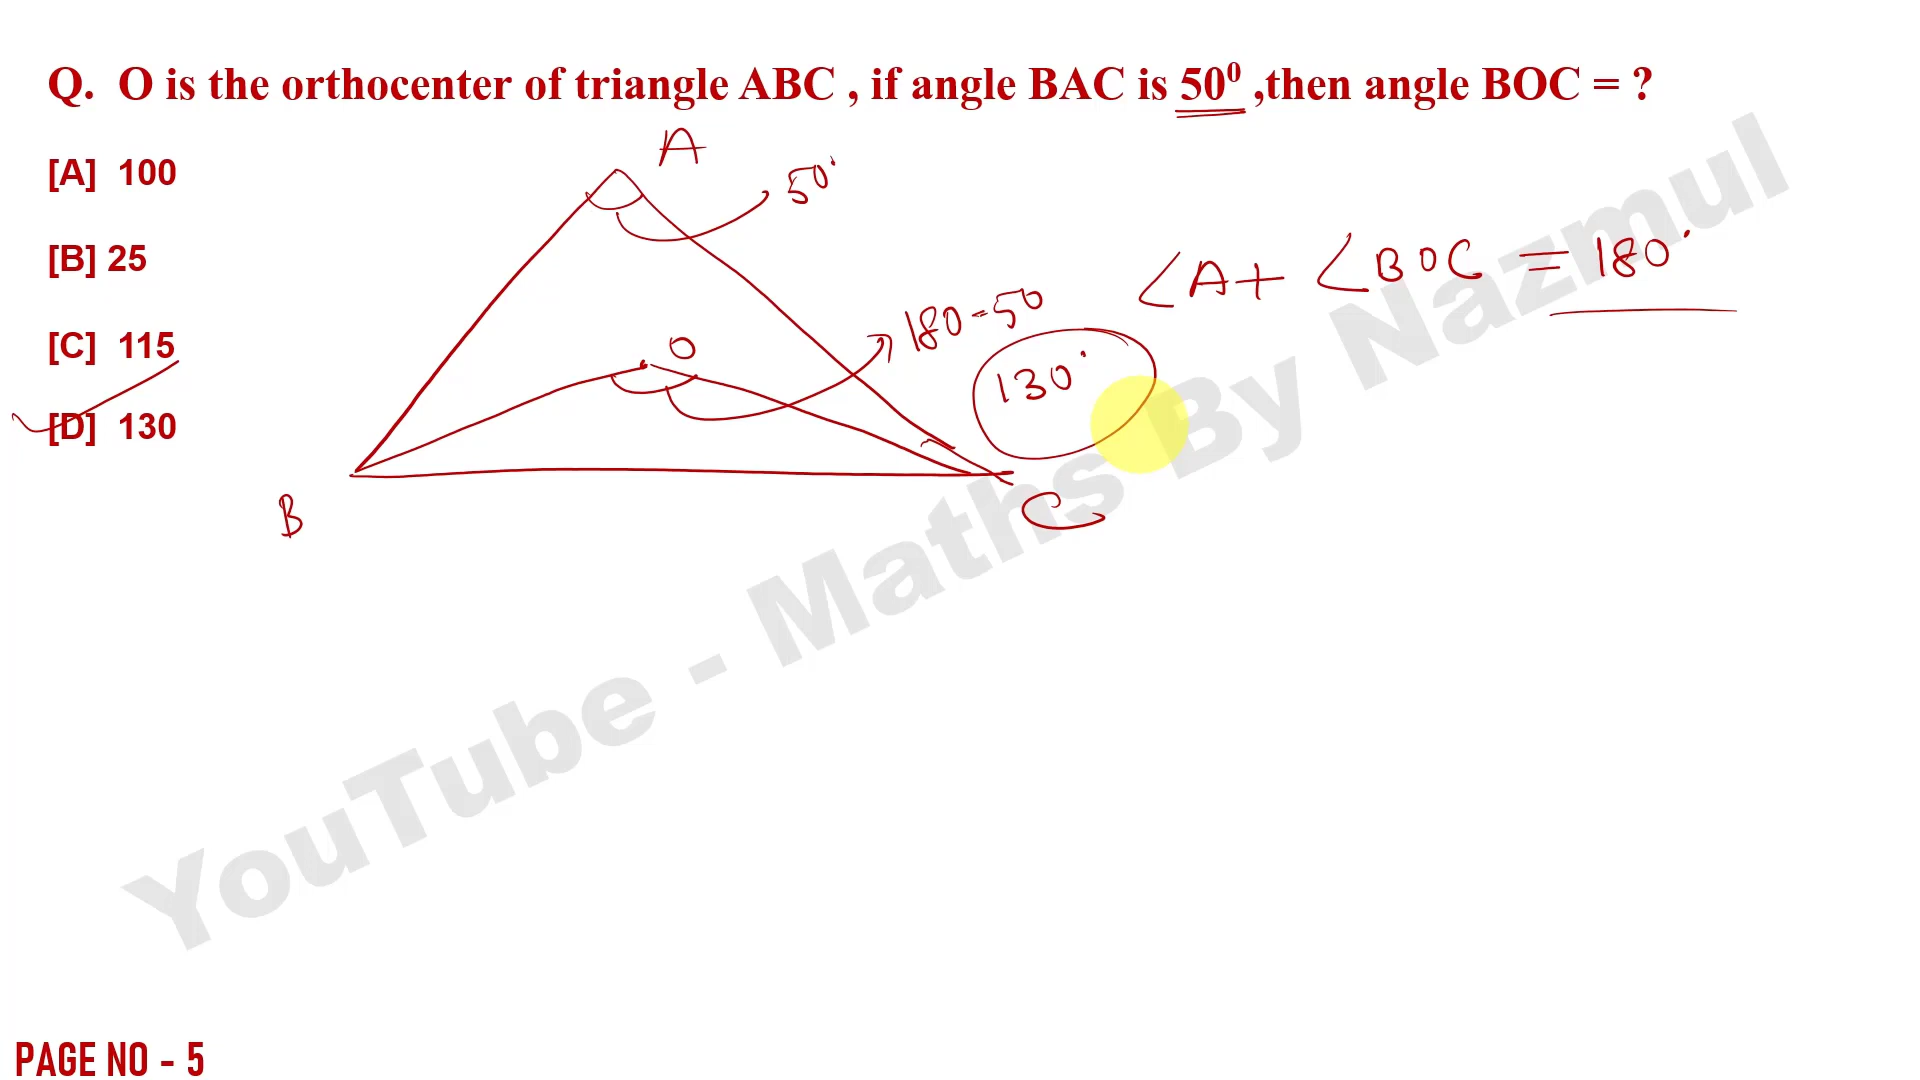 Q. O is the orthocenter of triangle ABC , if angle BAC is 50⁰ ,then angle BOC = ?
[A] 100
[B] 25
[C] 115
[D] 130
A
50°
∠A + ∠BOC = 180°
180-50
O
130°
B
C
YouTube - Maths By Nazmul
PAGE NO - 5